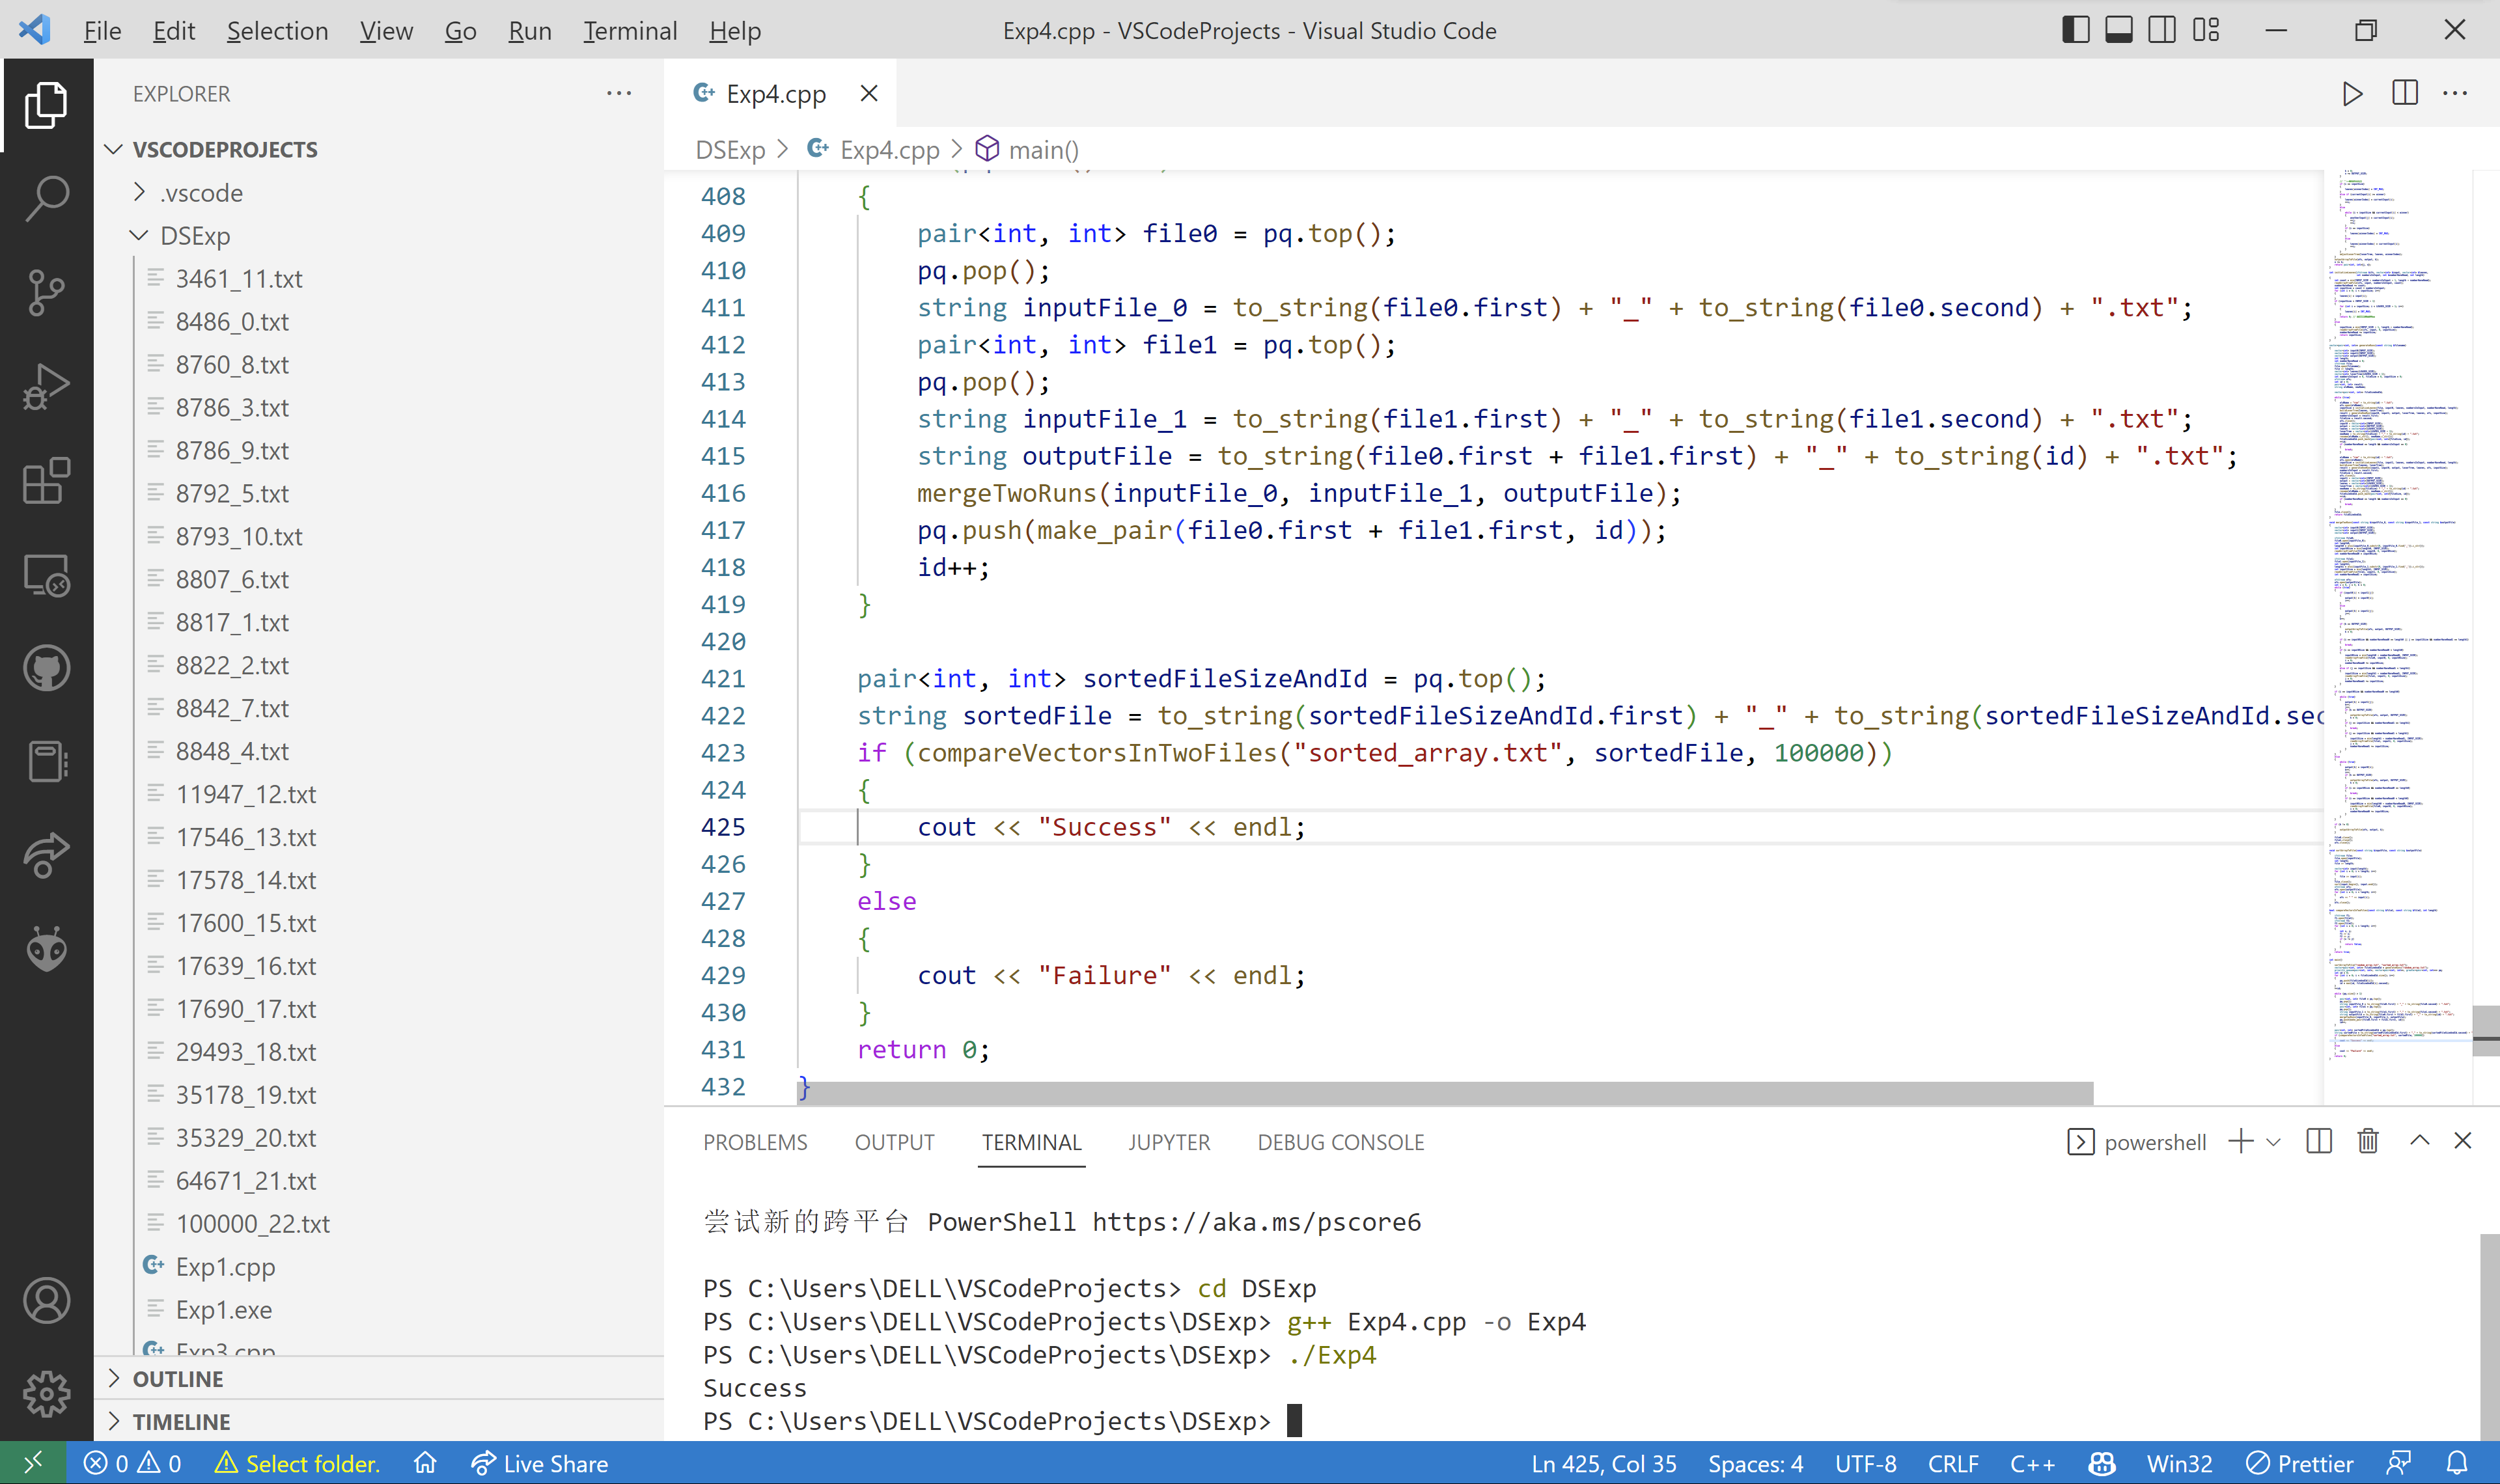 File Edit Selection View Go Run Terminal Help
Exp4.cpp - VSCodeProjects - Visual Studio Code
EXPLORER
VSCODEPROJECTS
.vscode
DSExp
3461_11.txt
8486_0.txt
8760_8.txt
8786_3.txt
8786_9.txt
8792_5.txt
8793_10.txt
8807_6.txt
8817_1.txt
8822_2.txt
8842_7.txt
8848_4.txt
11947_12.txt
17546_13.txt
17578_14.txt
17600_15.txt
17639_16.txt
17690_17.txt
29493_18.txt
35178_19.txt
35329_20.txt
64671_21.txt
100000_22.txt
Exp1.cpp
Exp1.exe
Exp3.cpp
OUTLINE
TIMELINE
Exp4.cpp
DSExp > Exp4.cpp > main()
408 {
409 pair<int, int> file0 = pq.top();
410 pq.pop();
411 string inputFile_0 = to_string(file0.first) + "_" + to_string(file0.second) + ".txt";
412 pair<int, int> file1 = pq.top();
413 pq.pop();
414 string inputFile_1 = to_string(file1.first) + "_" + to_string(file1.second) + ".txt";
415 string outputFile = to_string(file0.first + file1.first) + "_" + to_string(id) + ".txt";
416 mergeTwoRuns(inputFile_0, inputFile_1, outputFile);
417 pq.push(make_pair(file0.first + file1.first, id));
418 id++;
419 }
420
421 pair<int, int> sortedFileSizeAndId = pq.top();
422 string sortedFile = to_string(sortedFileSizeAndId.first) + "_" + to_string(sortedFileSizeAndId.sec
423 if (compareVectorsInTwoFiles("sorted_array.txt", sortedFile, 100000))
424 {
425 cout << "Success" << endl;
426 }
427 else
428 {
429 cout << "Failure" << endl;
430 }
431 return 0;
432 }
PROBLEMS OUTPUT TERMINAL JUPYTER DEBUG CONSOLE
powershell
尝试新的跨平台 PowerShell https://aka.ms/pscore6
PS C:\Users\DELL\VSCodeProjects> cd DSExp
PS C:\Users\DELL\VSCodeProjects\DSExp> g++ Exp4.cpp -o Exp4
PS C:\Users\DELL\VSCodeProjects\DSExp> ./Exp4
Success
PS C:\Users\DELL\VSCodeProjects\DSExp>
0 0 Select folder. Live Share
Ln 425, Col 35 Spaces: 4 UTF-8 CRLF C++ Win32 Prettier